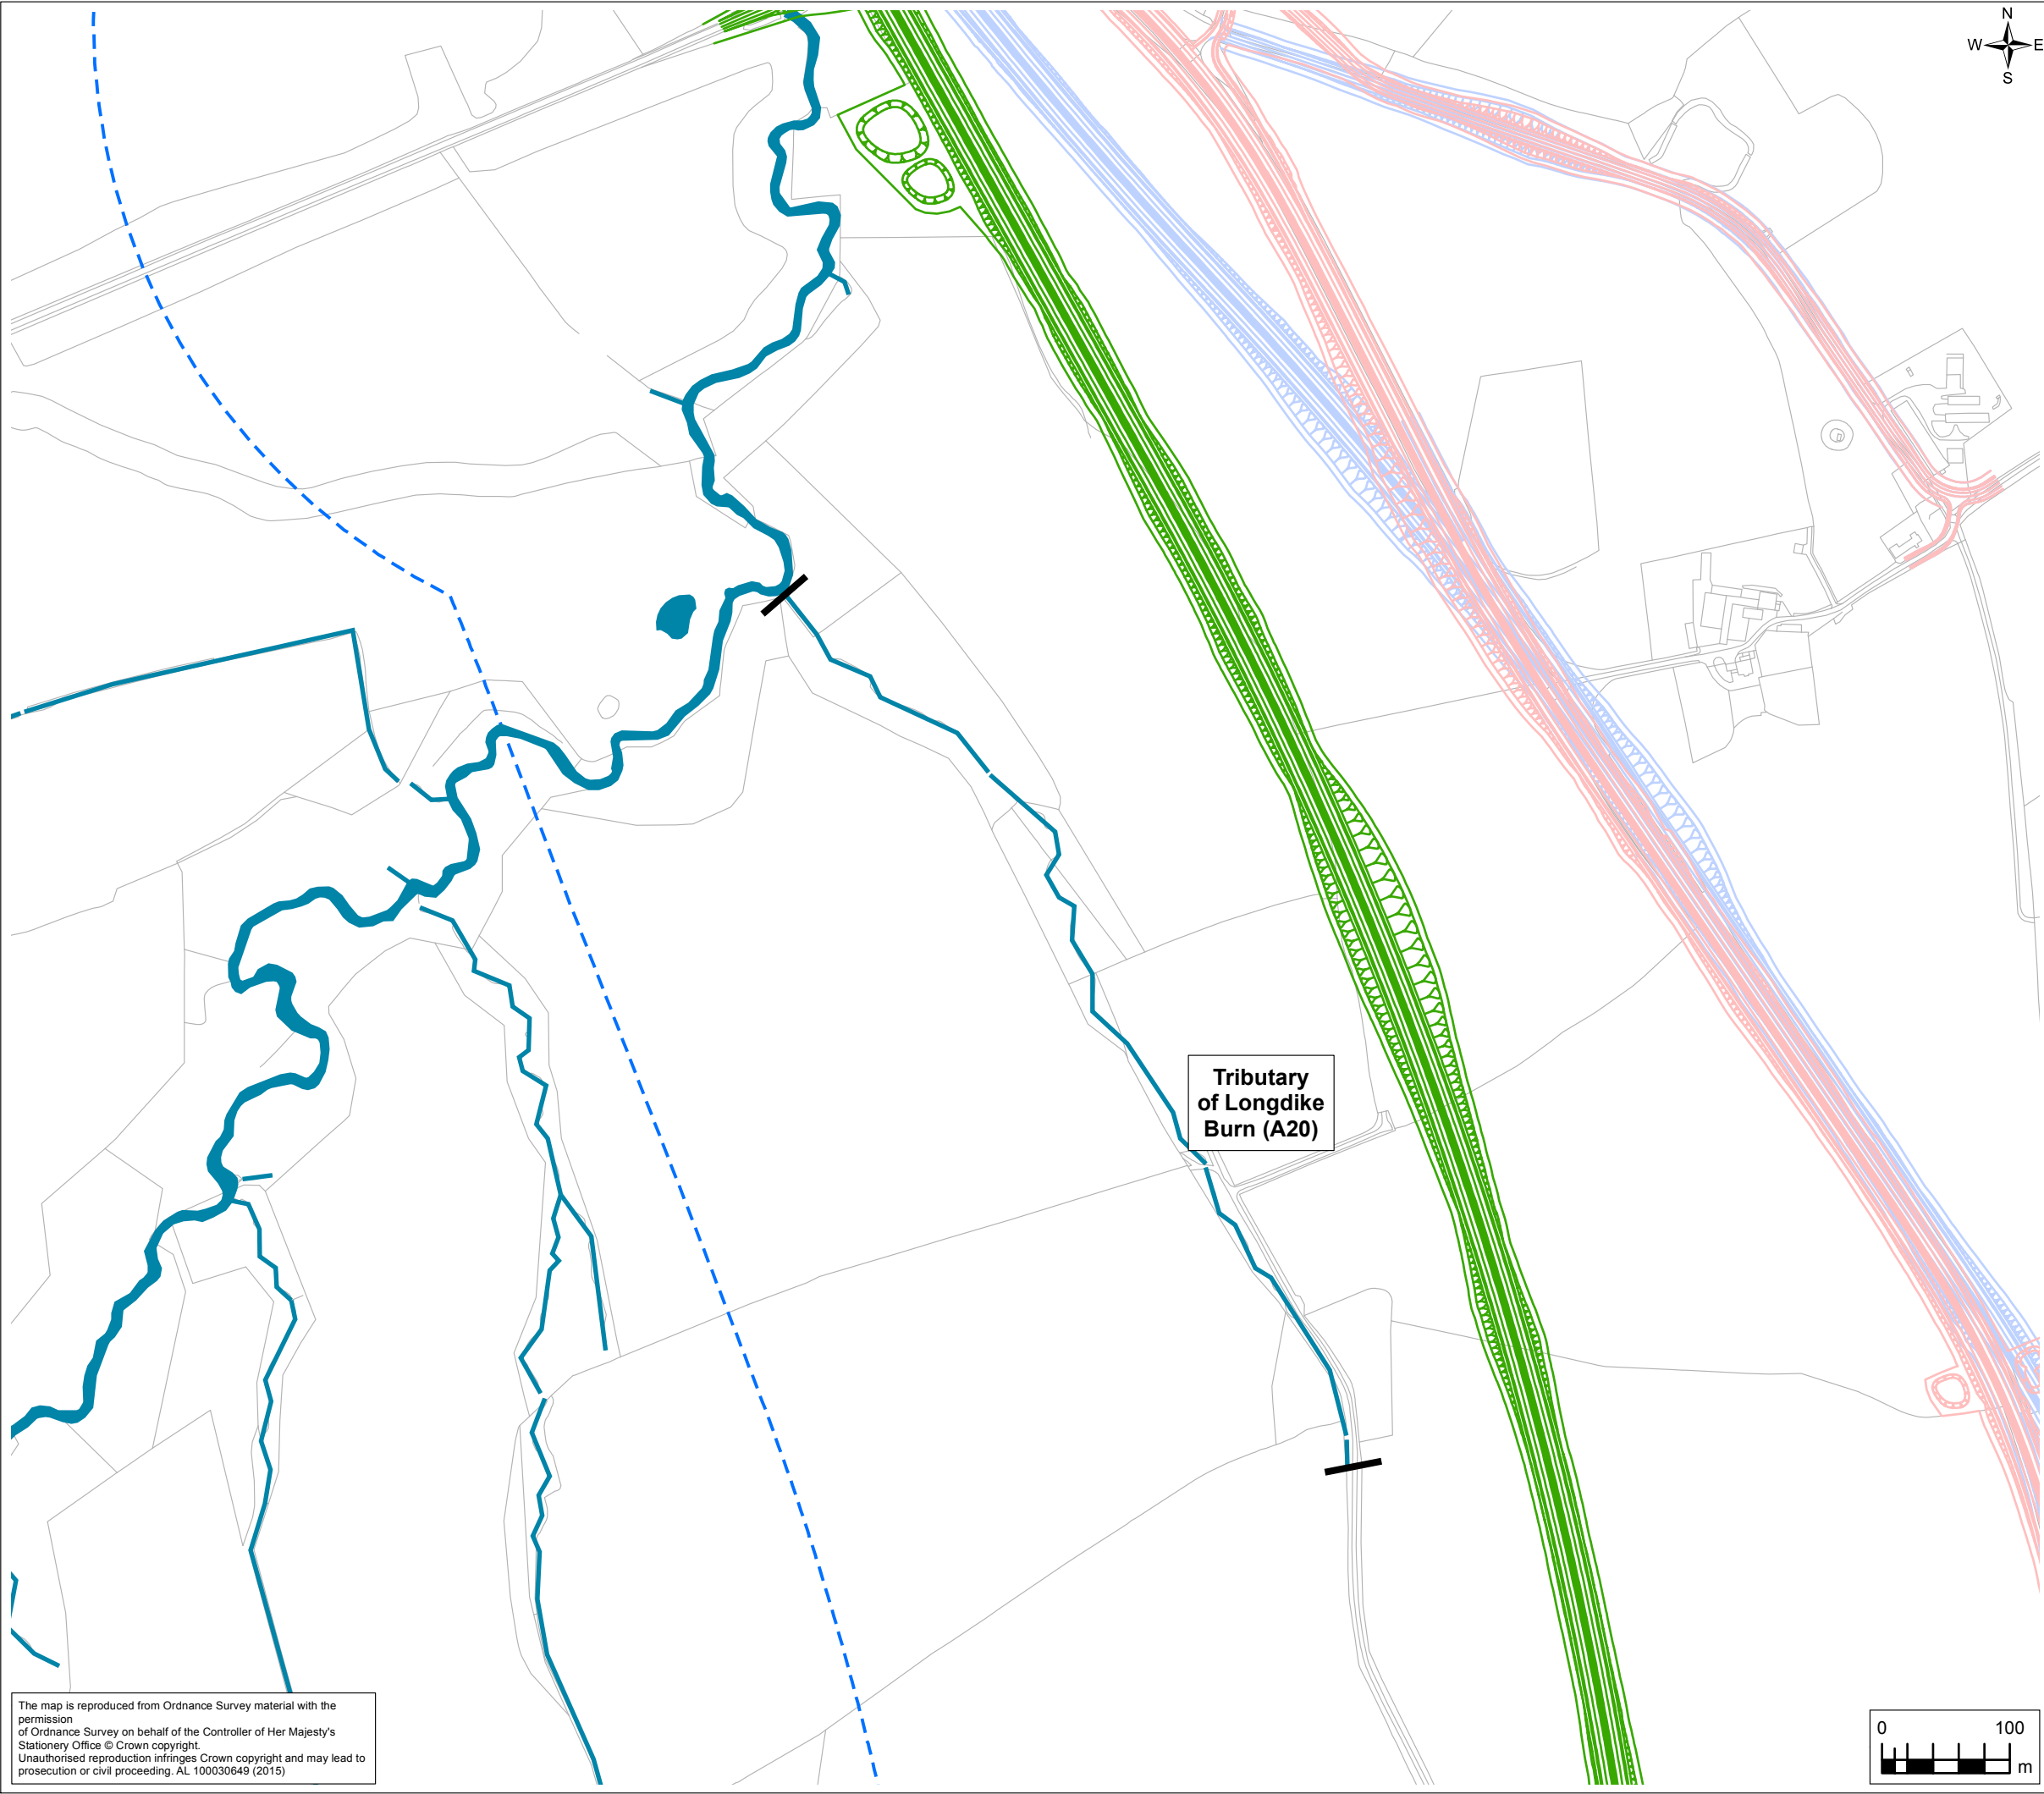 N
W E
S
Tributary
of Longdike
Burn (A20)
The map is reproduced from Ordnance Survey material with the
permission
of Ordnance Survey on behalf of the Controller of Her Majesty's
Stationery Office © Crown copyright.
Unauthorised reproduction infringes Crown copyright and may lead to
prosecution or civil proceeding. AL 100030649 (2015)
0 100
m